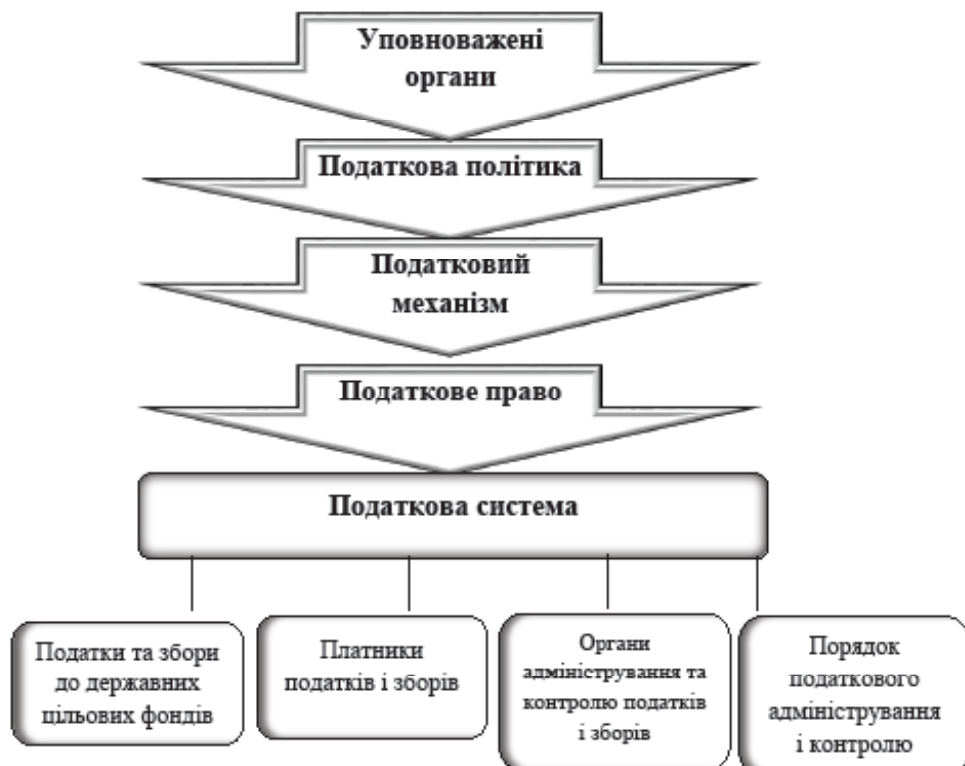 Уповноважені
органи
Податкова політика
Податковий
механізм
Податкове право
Податкова система
Податки та збори
до державних
цільових фондів
Платники
податків і зборів
Органи
адміністрування та
контролю податків
і зборів
Порядок
податкового
адміністрування
і контролю